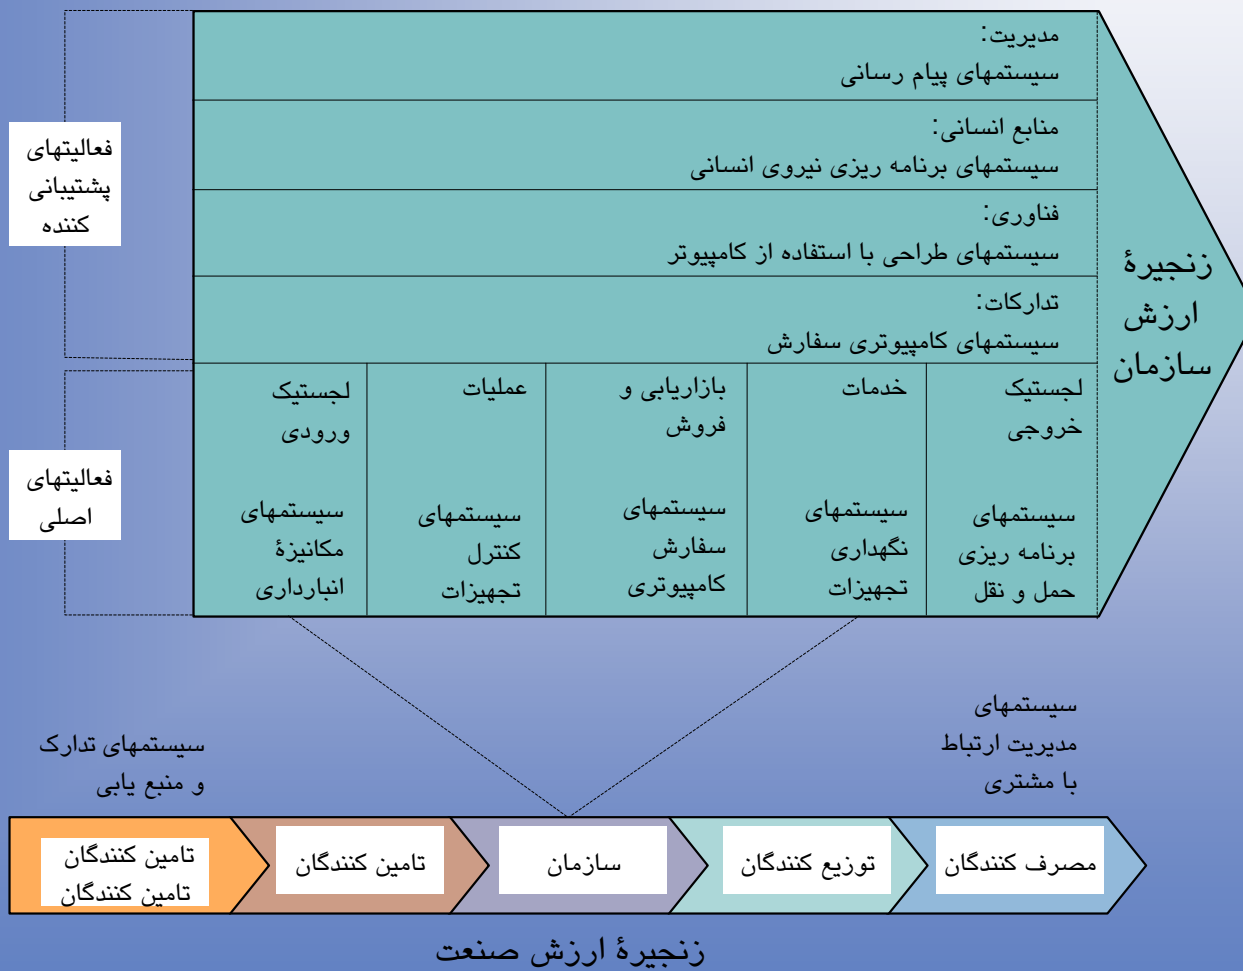 مدیریت:
سیستمهای پیام رسانی
منابع انسانی:
سیستمهای برنامه ریزی نیروی انسانی
فناوری:
سیستمهای طراحی با استفاده از کامپیوتر
تدارکات:
سیستمهای کامپیوتری سفارش
فعالیتهای
پشتیبانی
کننده
زنجیرۀ
ارزش
سازمان
لجستیک
خروجی
سیستمهای
برنامه ریزی
حمل و نقل
خدمات
سیستمهای
نگهداری
تجهیزات
بازاریابی و
فروش
سیستمهای
سفارش
کامپیوتری
عملیات
سیستمهای
کنترل
تجهیزات
لجستیک
ورودی
سیستمهای
مکانیزۀ
انبارداری
فعالیتهای
اصلی
سیستمهای
مدیریت ارتباط
با مشتری
سیستمهای تدارک
و منبع یابی
مصرف کنندگان
توزیع کنندگان
سازمان
تامین کنندگان
تامین کنندگان
تامین کنندگان
زنجیرۀ ارزش صنعت